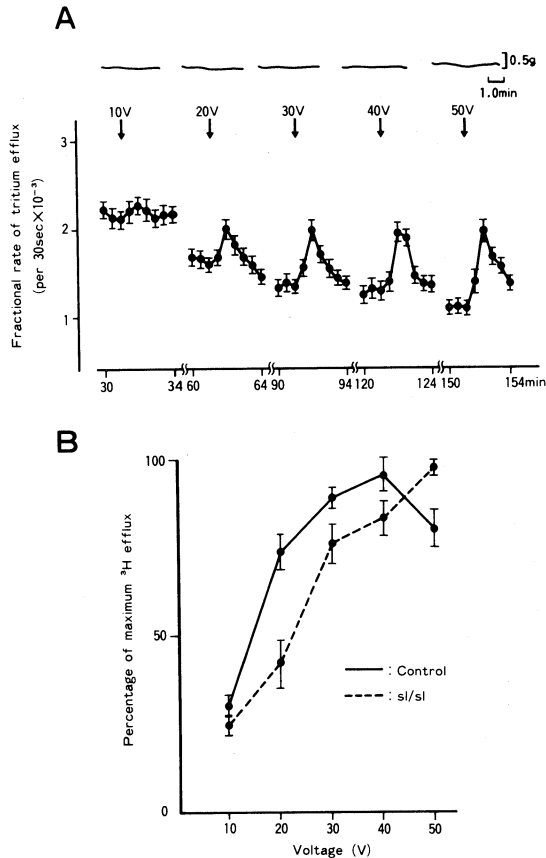 A
0.5g
1.0min
10V 20V 30V 40V 50V
Fractional rate of tritium efflux
(per 30sec×10⁻³)
3
2
1
30 34 60 64 90 94 120 124 150 154min
B
Percentage of maximum ³H efflux
100
50
0
: Control
: sl/sl
10 20 30 40 50
Voltage (V)